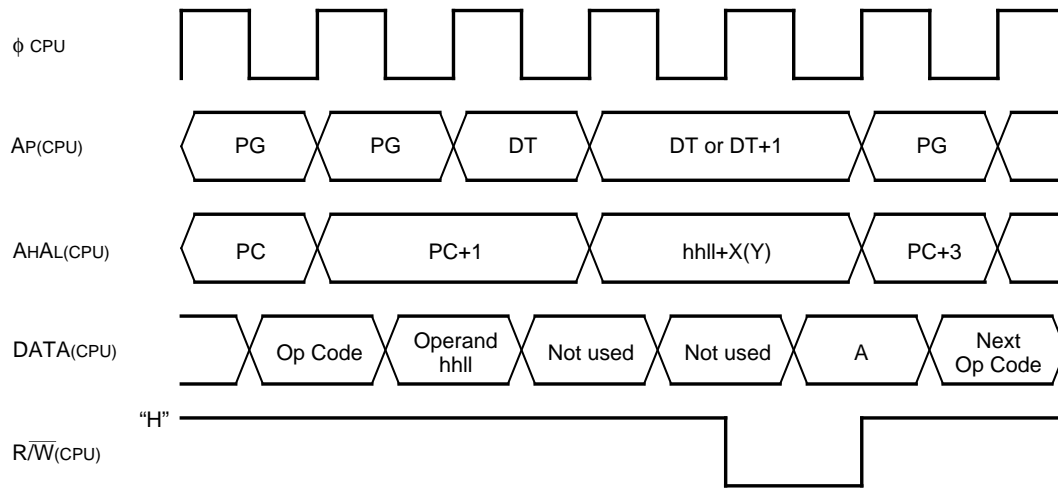 ϕ CPU
AP(CPU) PG PG DT DT or DT+1 PG
AHAL(CPU) PC PC+1 hhll+X(Y) PC+3
DATA(CPU) Op Code Operand hhll Not used Not used A Next Op Code
“H”
R/W̅(CPU)